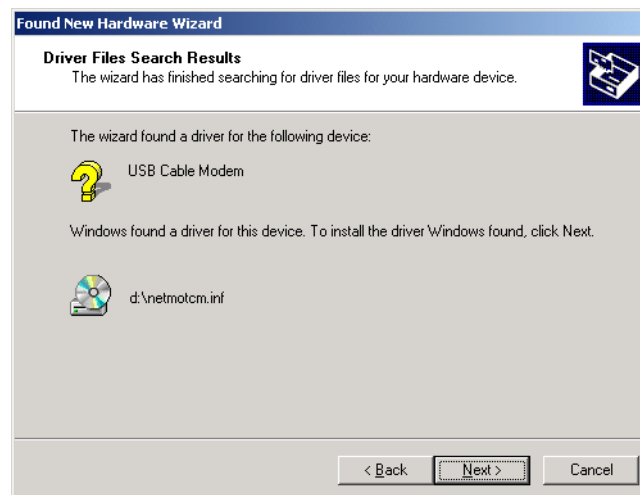 Found New Hardware Wizard
Driver Files Search Results
The wizard has finished searching for driver files for your hardware device.
The wizard found a driver for the following device:
USB Cable Modem
Windows found a driver for this device. To install the driver Windows found, click Next.
d:\netmotcm.inf
< Back Next > Cancel